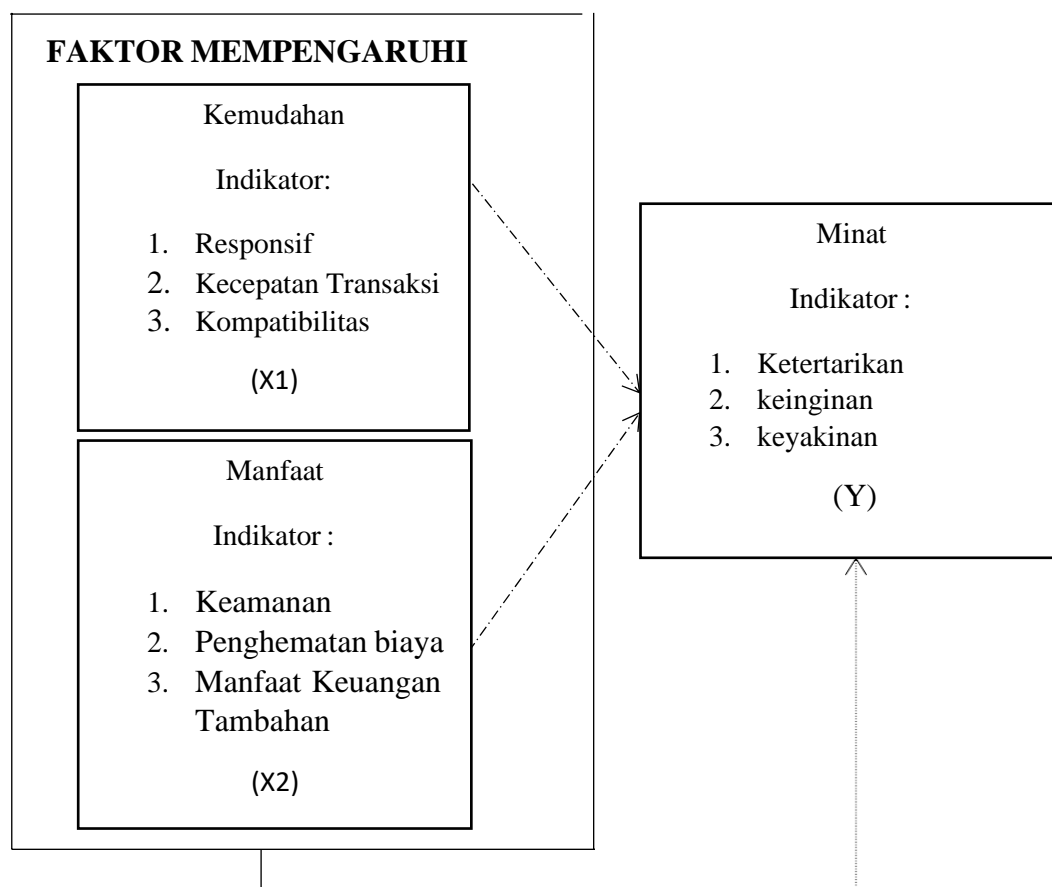 FAKTOR MEMPENGARUHI
Kemudahan
Indikator:
1. Responsif
2. Kecepatan Transaksi
3. Kompatibilitas
(X1)
Manfaat
Indikator :
1. Keamanan
2. Penghematan biaya
3. Manfaat Keuangan
Tambahan
(X2)
Minat
Indikator :
1. Ketertarikan
2. keinginan
3. keyakinan
(Y)